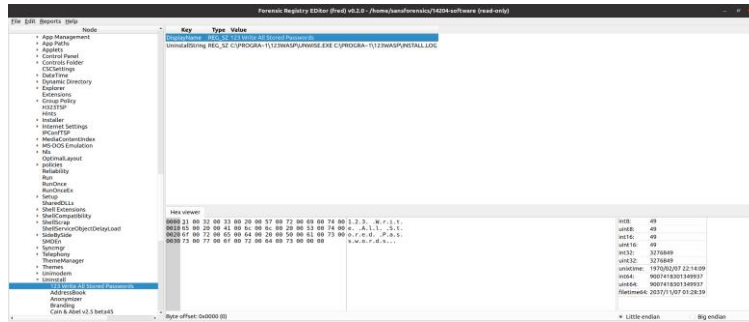 Forensic Registry EDitor (fred) v0.2.0 - /home/sansforensics/14204-software (read-only)
File Edit Reports Help
Node
Key Type Value
App Management
App Paths
Applets
Control Panel
Controls Folder
CSCSettings
DateTime
Dynamic Directory
Explorer
Extensions
Group Policy
H323TSP
Hints
Installer
Internet Settings
IPConfTSP
MediaContentIndex
MS-DOS Emulation
Nls
OptimalLayout
policies
Reliability
Run
RunOnce
RunOnceEx
Setup
SharedDLLs
Shell Extensions
ShellCompatibility
ShellScrap
ShellServiceObjectDelayLoad
SideBySide
SMDEn
Syncmgr
Telephony
ThemeManager
Themes
Unimodem
Uninstall
123 Write All Stored Passwords
AddressBook
Anonymizer
Branding
Cain & Abel v2.5 beta45
DisplayName REG_SZ 123 Write All Stored Passwords
UninstallString REG_SZ C:\PROGRA~1\123WASP\UNWISE.EXE C:\PROGRA~1\123WASP\INSTALL.LOG
Hex viewer
0000 31 00 32 00 33 00 20 00 57 00 72 00 69 00 74 00 1.2.3. .W.r.i.t.
0010 65 00 20 00 41 00 6c 00 6c 00 20 00 53 00 74 00 e. .A.l.l. .S.t.
0020 6f 00 72 00 65 00 64 00 20 00 50 00 61 00 73 00 o.r.e.d. .P.a.s.
0030 73 00 77 00 6f 00 72 00 64 00 73 00 00 00 s.w.o.r.d.s...
int8: 49
uint8: 49
int16: 49
uint16: 49
int32: 3276849
uint32: 3276849
unixtime: 1970/02/07 22:14:09
int64: 9007418301349937
uint64: 9007418301349937
filetime64: 2037/11/07 01:28:39
Byte offset: 0x0000 (0)
Little endian Big endian